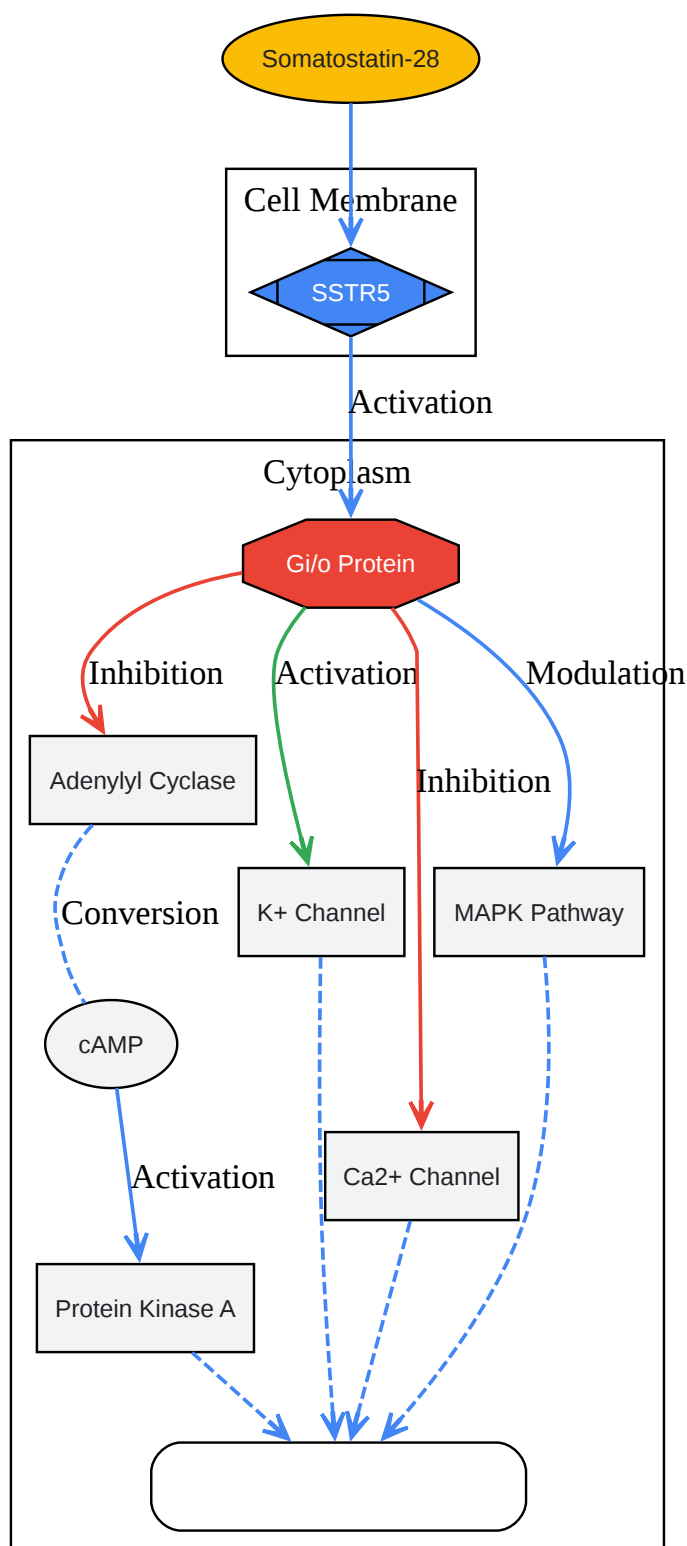 Somatostatin-28
Cell Membrane
SSTR5
Activation
Cytoplasm
Gi/o Protein
Inhibition
Activation
Modulation
Adenylyl Cyclase
Inhibition
Conversion
K+ Channel
MAPK Pathway
cAMP
Activation
Ca2+ Channel
Protein Kinase A